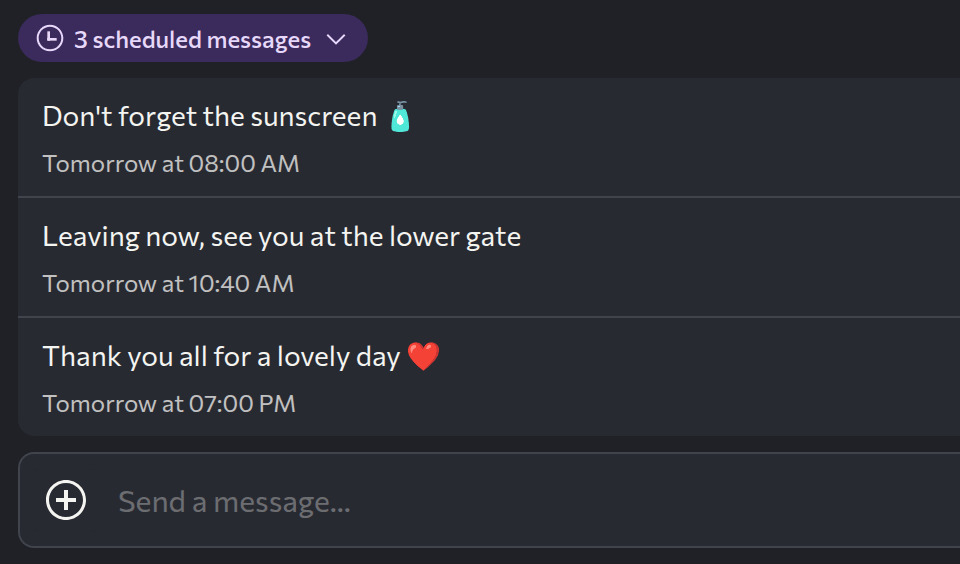 3 scheduled messages
Don't forget the sunscreen 🧴
Tomorrow at 08:00 AM
Leaving now, see you at the lower gate
Tomorrow at 10:40 AM
Thank you all for a lovely day ❤️
Tomorrow at 07:00 PM
Send a message...